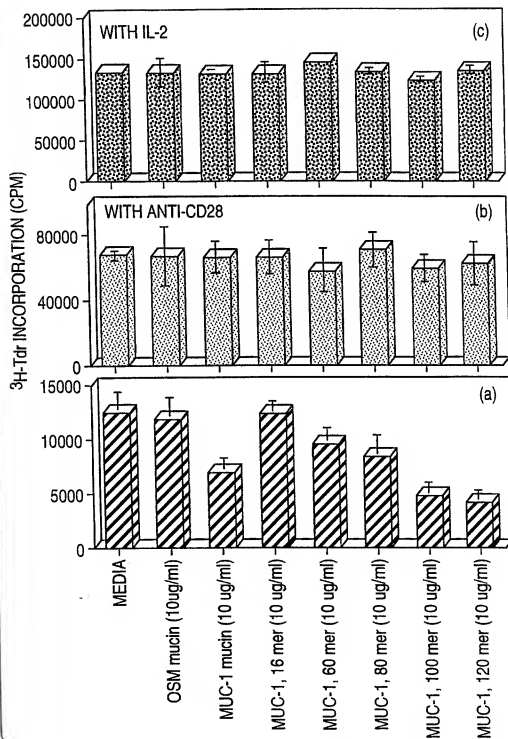 WITH IL-2
(c)
200000
150000
100000
50000
0
WITH ANTI-CD28
(b)
80000
40000
0
(a)
15000
10000
5000
0
³H-Tdr INCORPORATION (CPM)
MEDIA
OSM mucin (10ug/ml)
MUC-1 mucin (10 ug/ml)
MUC-1, 16 mer (10 ug/ml)
MUC-1, 60 mer (10 ug/ml)
MUC-1, 80 mer (10 ug/ml)
MUC-1, 100 mer (10 ug/ml)
MUC-1, 120 mer (10 ug/ml)